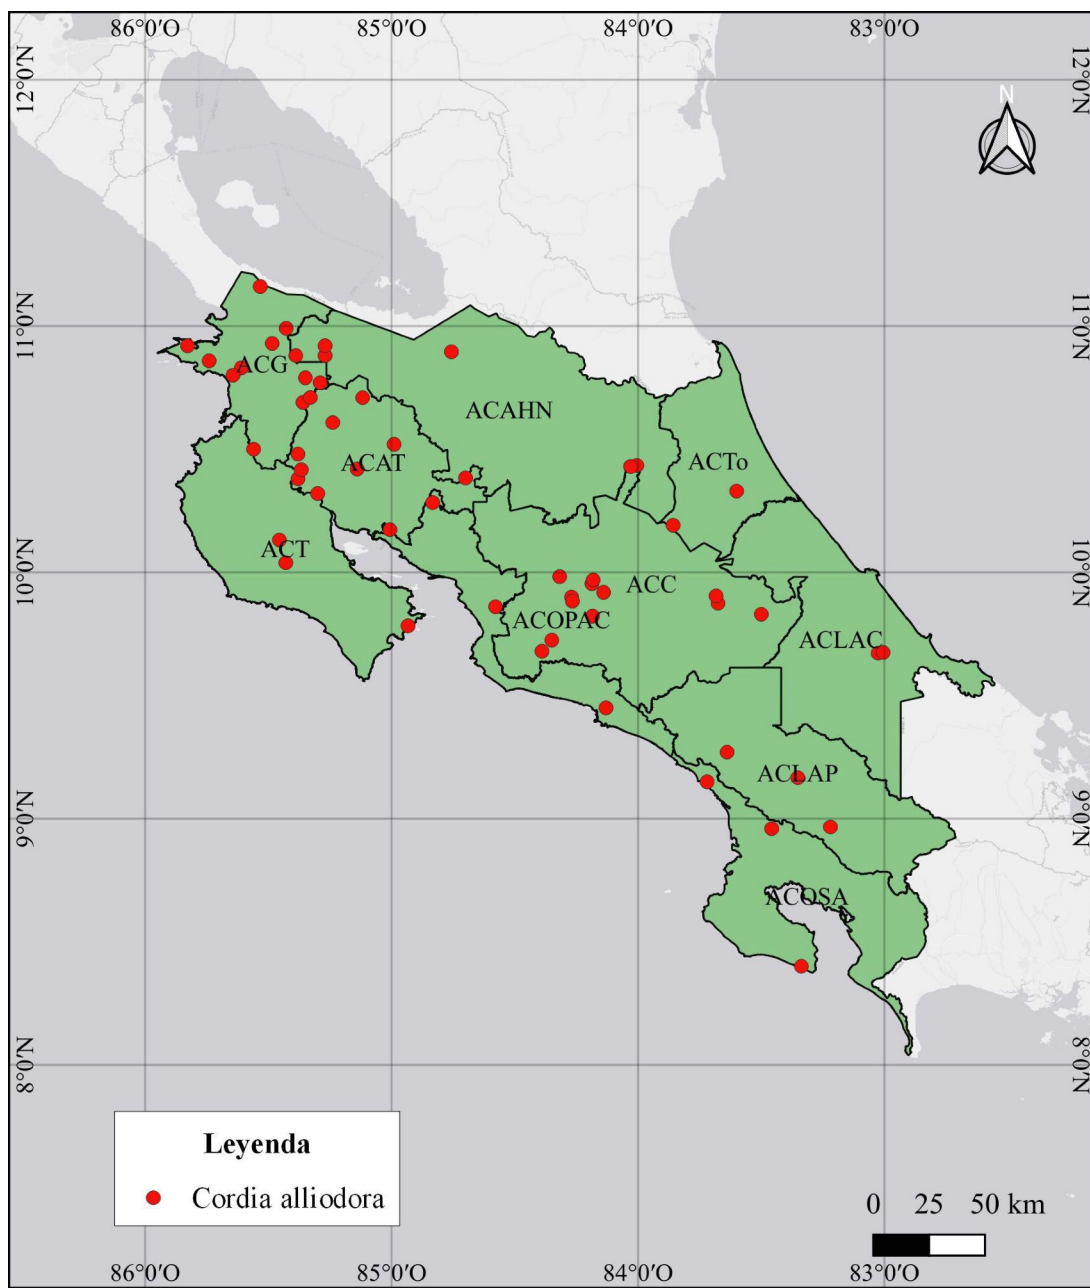 86°0′O 85°0′O 84°0′O 83°0′O
12°0′N 12°0′N
N
11°0′N 11°0′N
ACG
ACAHN
ACAT
ACTo
10°0′N 10°0′N
ACT
ACC
ACOPAC
ACLAC
ACLAP
9°0′N 9°0′N
ACOSA
8°0′N 8°0′N
Leyenda
Cordia alliodora
0 25 50 km
86°0′O 85°0′O 84°0′O 83°0′O